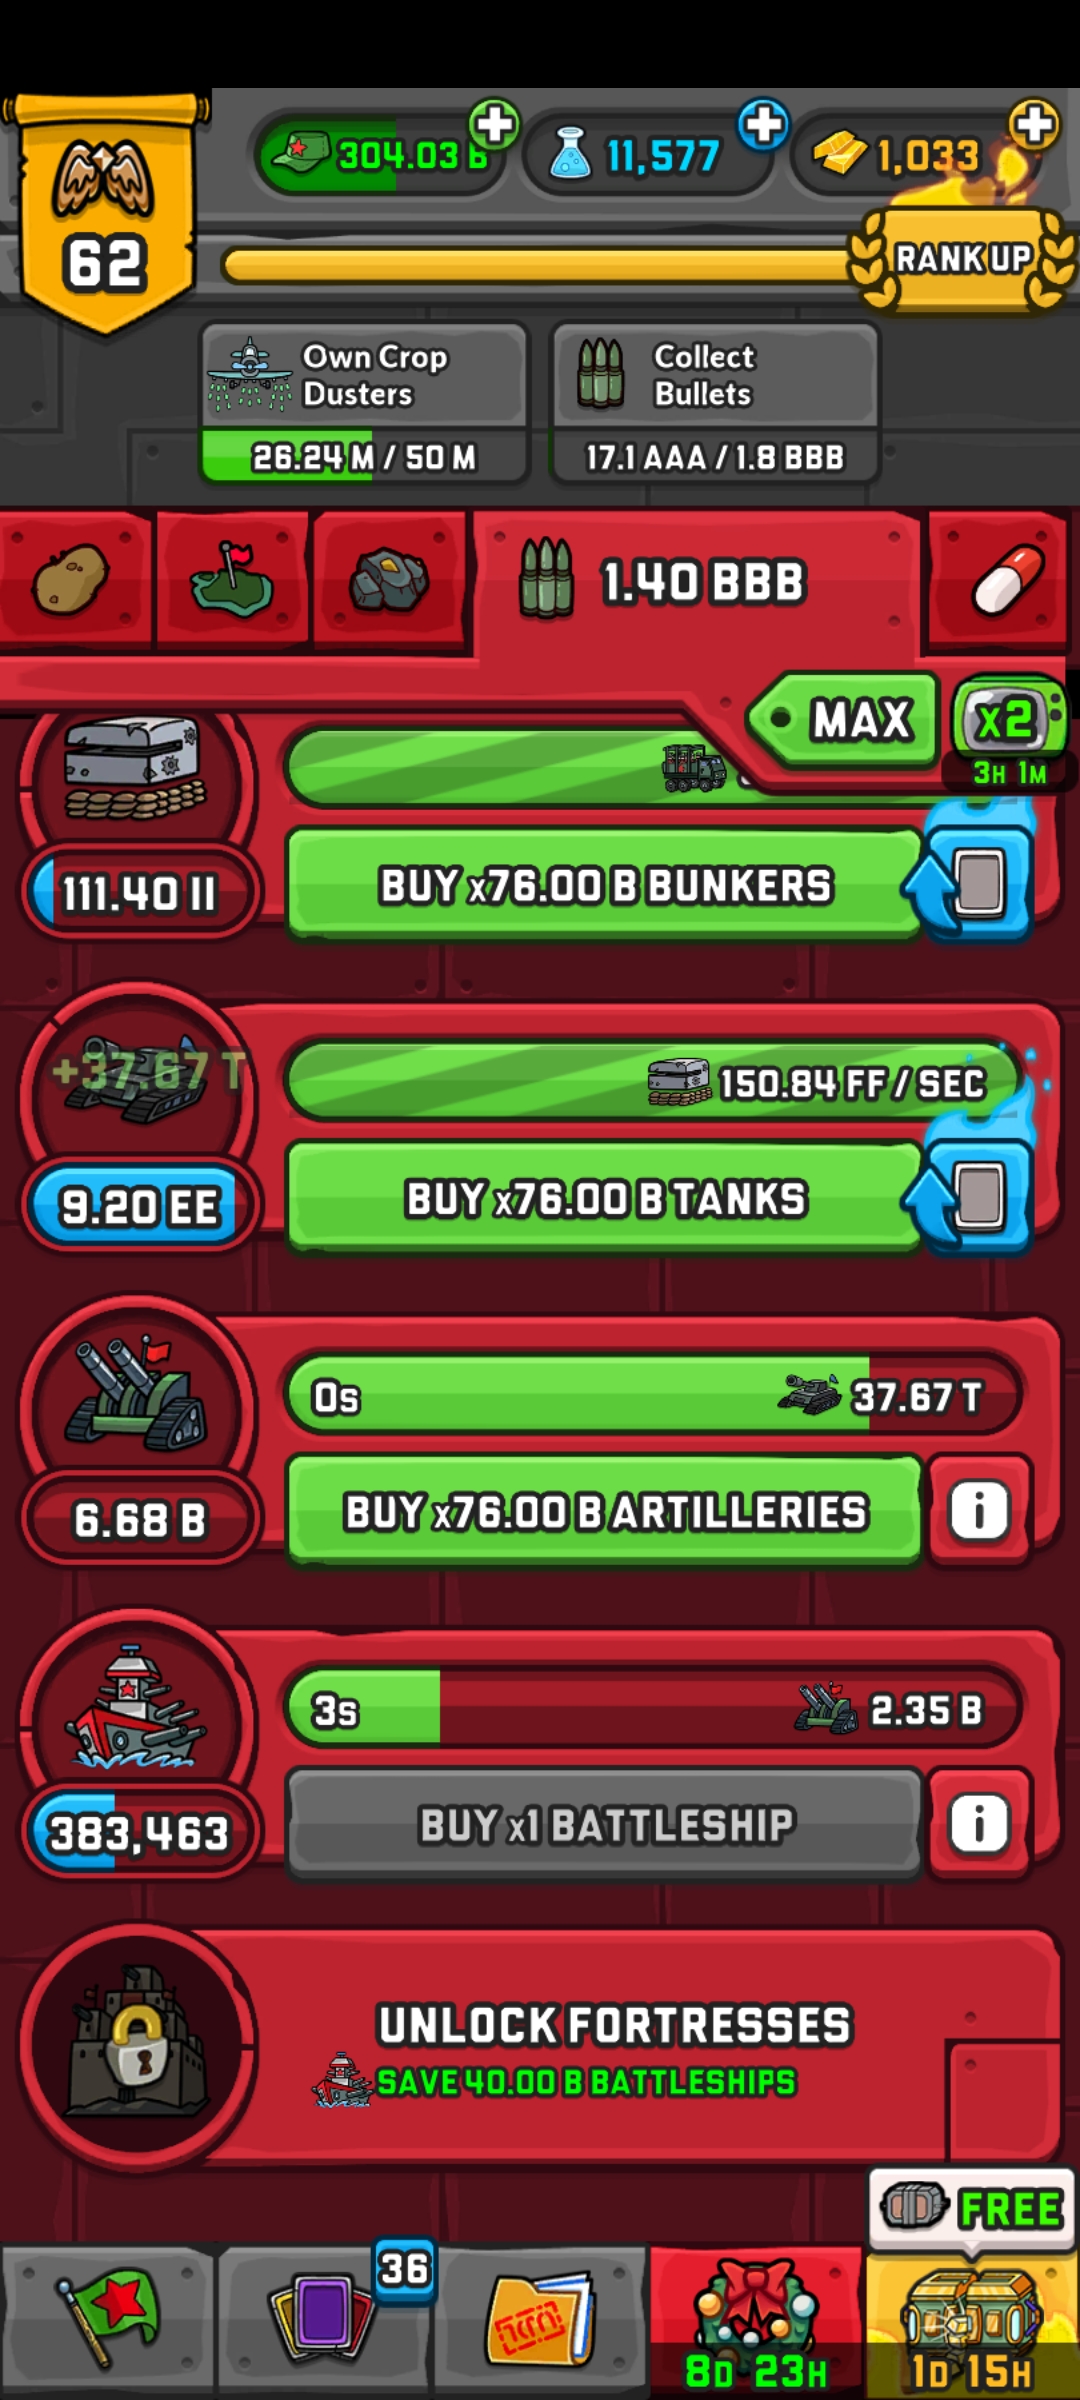 304.03 B
11,577
1,033
62
RANK UP
Own Crop
Dusters
26.24 M / 50 M
Collect
Bullets
17.1 AAA / 1.8 BBB
1.40 BBB
MAX
x2
3H 1M
111.40 II
BUY x76.00 B BUNKERS
+37.67 T
150.84 FF / SEC
9.20 EE
BUY x76.00 B TANKS
0s
37.67 T
6.68 B
BUY x76.00 B ARTILLERIES
i
3s
2.35 B
383,463
BUY x1 BATTLESHIP
i
UNLOCK FORTRESSES
SAVE 40.00 B BATTLESHIPS
FREE
36
8D 23H
1D 15H